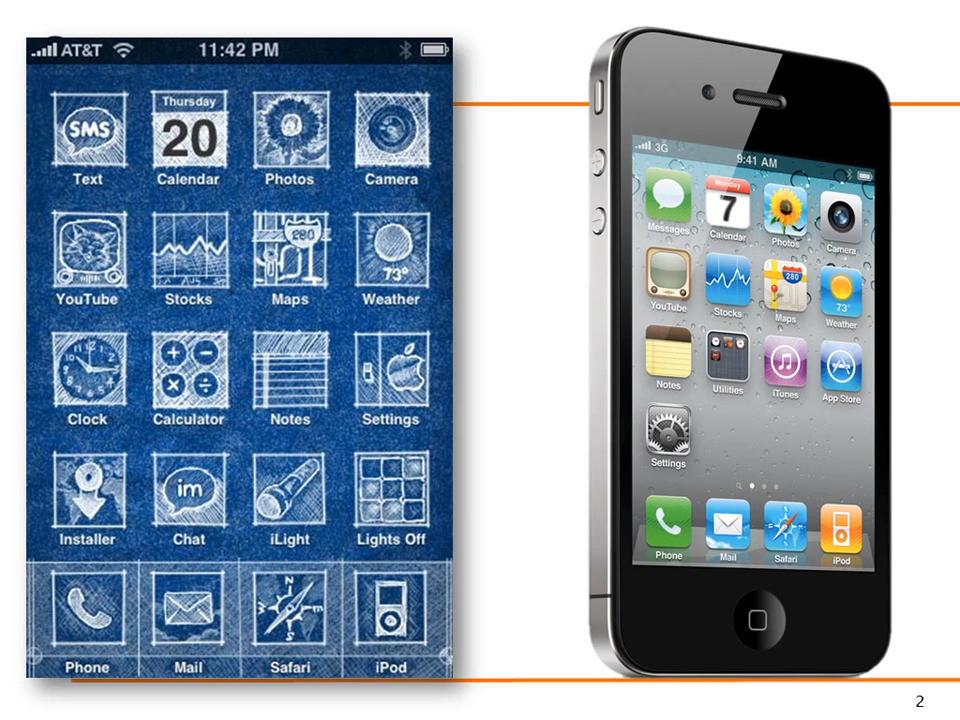 AT&T 11:42 PM
Thursday
SMS 20
Text Calendar Photos Camera
280
73°
YouTube Stocks Maps Weather
Clock Calculator Notes Settings
im
Installer Chat iLight Lights Off
N
W
S
Phone Mail Safari iPod
3G 9:41 AM
Monday
7
Messages Calendar Photos Camera
280
73°
YouTube Stocks Maps Weather
Notes Utilities iTunes App Store
Settings
Phone Mail Safari iPod
2